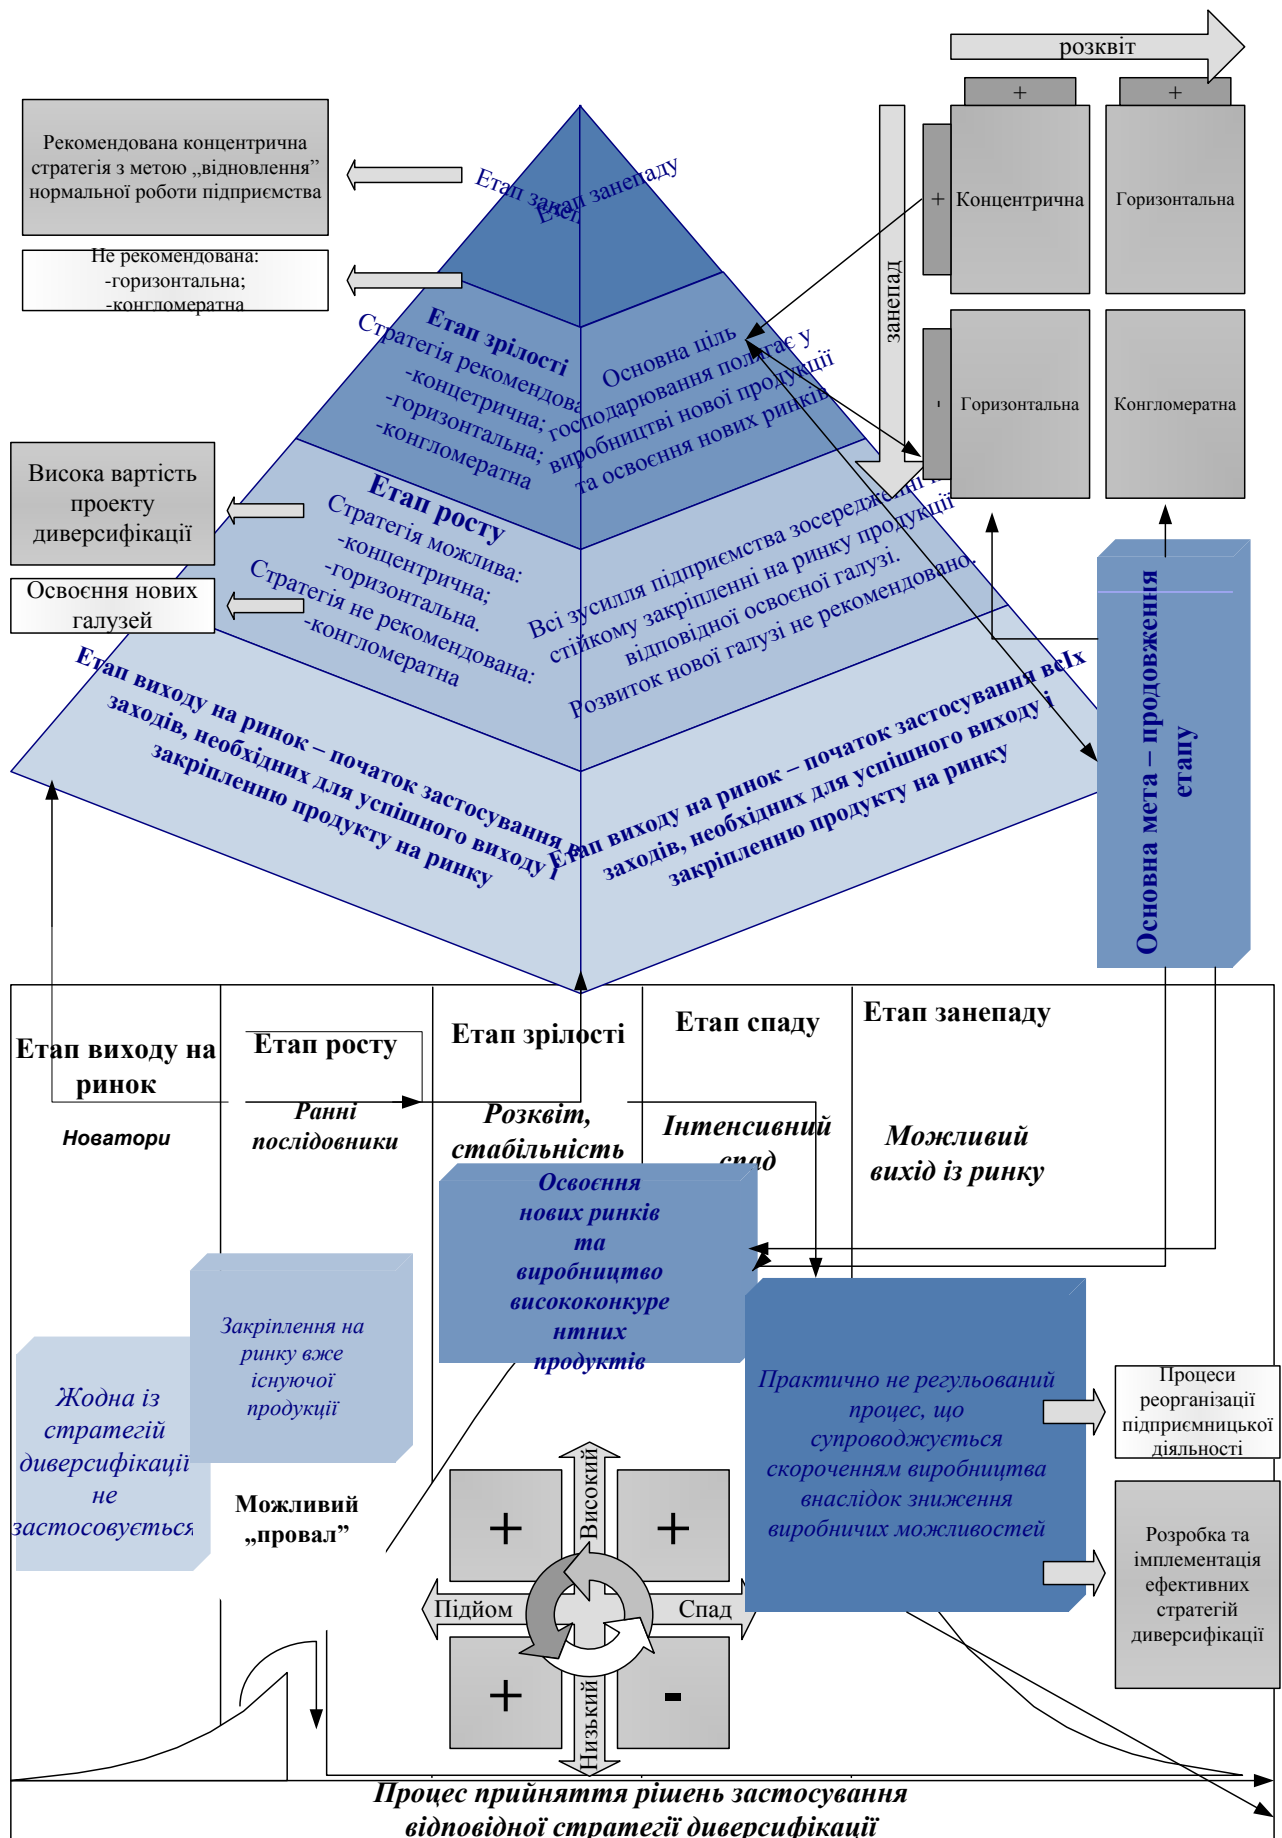 розквіт
+
+
Рекомендована концентрична
стратегія з метою „відновлення”
нормальної роботи підприємства
Етап занеп
Етап занепаду
+
Концентрична
Горизонтальна
Не рекомендована:
-горизонтальна;
-конгломератна
занепад
Етап зрілості
Стратегія рекомендова
-концетрична;
-горизонтальна;
-конгломератна
Основна ціль
господарювання полягає у
виробництві нової продукції
та освоєння нових ринків
-
Горизонтальна
Конгломератна
Висока вартість
проекту
диверсифікації
Етап росту
Стратегія можлива:
-концентрична;
-горизонтальна.
Стратегія не рекомендована:
-конгломератна
Всі зусилля підприємства зосередженні
стійкому закріпленні на ринку продукції
відповідної освоєної галузі.
Розвиток нової галузі не рекомендовано.
Освоєння нових
галузей
Етап виходу на ринок – початок застосування в
заходів, необхідних для успішного виходу і
закріпленню продукту на ринку
Етап виходу на ринок – початок застосування всІх
заходів, необхідних для успішного виходу і
закріпленню продукту на ринку
Основна мета – продовження
етапу
Етап виходу на
ринок
Етап росту
Етап зрілості
Етап спаду
Етап занепаду
Новатори
Ранні
послідовники
Розквіт,
стабільність
Інтенсивний
спад
Можливий
вихід із ринку
Освоєння
нових ринків
та
виробництво
висококонкуре
нтних
продуктів
Закріплення на
ринку вже
існуючої
продукції
Жодна із
стратегій
диверсифікації
не
застосовується
Практично не регульований
процес, що
супроводжується
скороченням виробництва
внаслідок зниження
виробничих можливостей
Процеси
реорганізації
підприємницької
діяльності
Можливий
„провал”
Розробка та
імплементація
ефективних
стратегій
диверсифікації
+
Високий
+
Підйом
Спад
+
Низький
-
Процес прийняття рішень застосування
відповідної стратегії диверсифікації